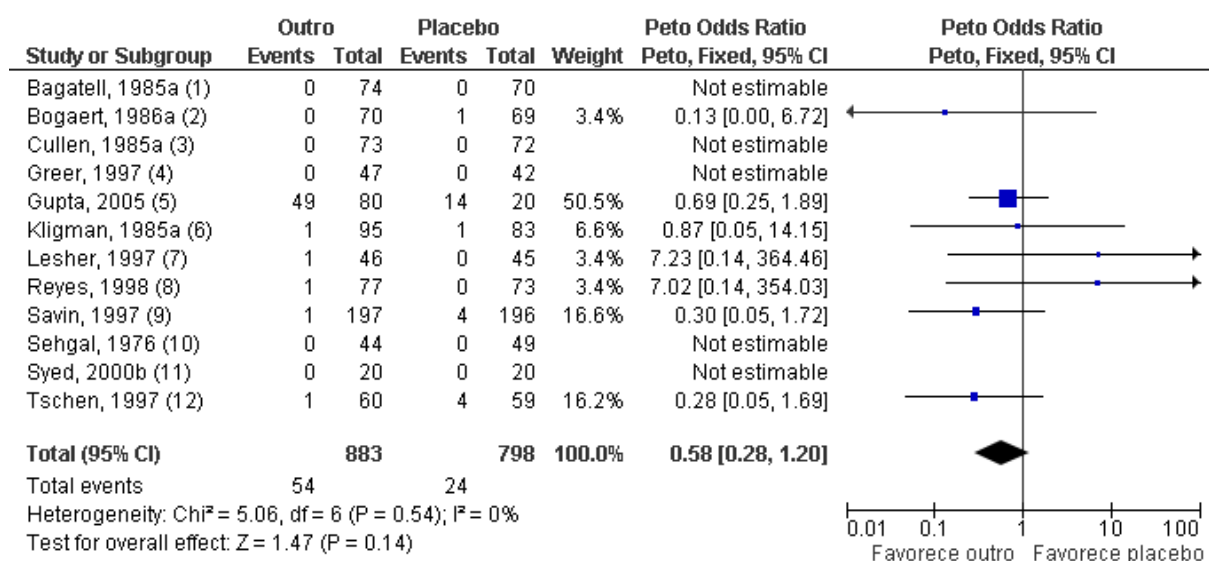 Outro Placebo Peto Odds Ratio Peto Odds Ratio
Study or Subgroup Events Total Events Total Weight Peto, Fixed, 95% CI Peto, Fixed, 95% CI
Bagatell, 1985a (1) 0 74 0 70 Not estimable
Bogaert, 1986a (2) 0 70 1 69 3.4% 0.13 [0.00, 6.72]
Cullen, 1985a (3) 0 73 0 72 Not estimable
Greer, 1997 (4) 0 47 0 42 Not estimable
Gupta, 2005 (5) 49 80 14 20 50.5% 0.69 [0.25, 1.89]
Kligman, 1985a (6) 1 95 1 83 6.6% 0.87 [0.05, 14.15]
Lesher, 1997 (7) 1 46 0 45 3.4% 7.23 [0.14, 364.46]
Reyes, 1998 (8) 1 77 0 73 3.4% 7.02 [0.14, 354.03]
Savin, 1997 (9) 1 197 4 196 16.6% 0.30 [0.05, 1.72]
Sehgal, 1976 (10) 0 44 0 49 Not estimable
Syed, 2000b (11) 0 20 0 20 Not estimable
Tschen, 1997 (12) 1 60 4 59 16.2% 0.28 [0.05, 1.69]
Total (95% CI) 883 798 100.0% 0.58 [0.28, 1.20]
Total events 54 24
Heterogeneity: Chi² = 5.06, df = 6 (P = 0.54); I² = 0%
Test for overall effect: Z = 1.47 (P = 0.14)
0.01 0.1 1 10 100
Favorece outro Favorece placebo